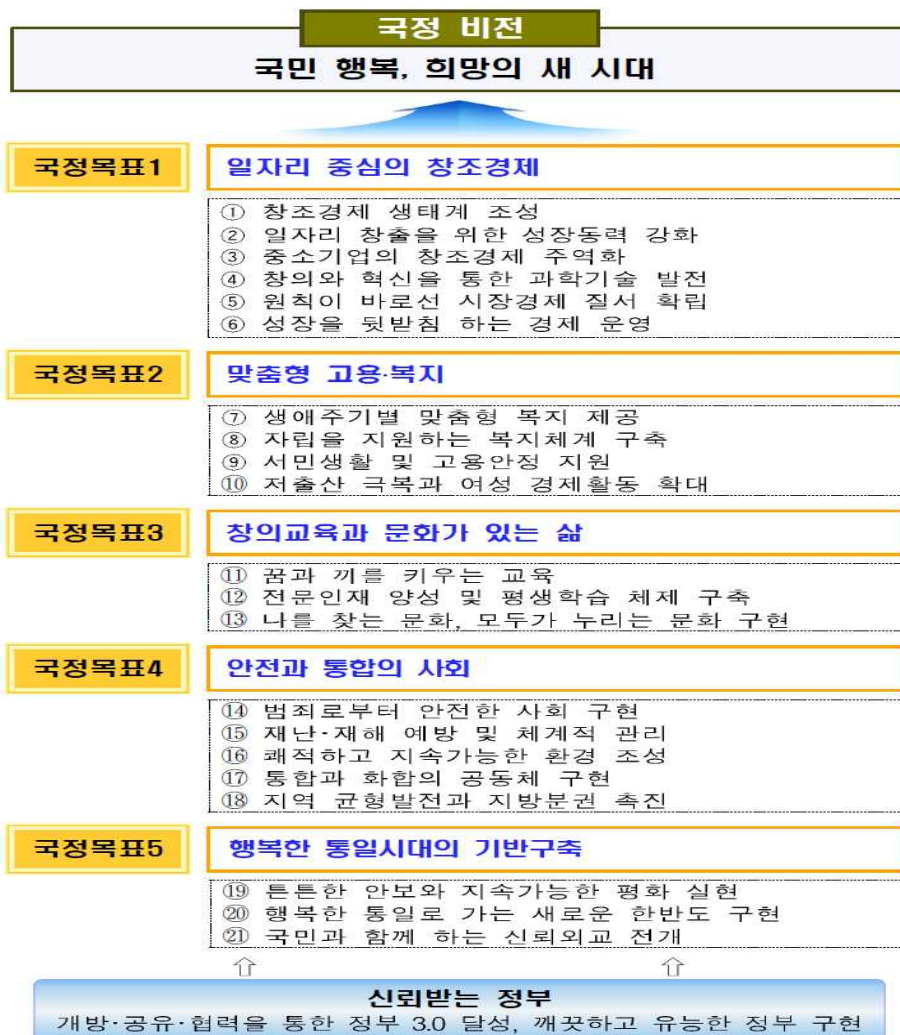 국정 비전
국민 행복, 희망의 새 시대
국정목표1
일자리 중심의 창조경제
① 창조경제 생태계 조성
② 일자리 창출을 위한 성장동력 강화
③ 중소기업의 창조경제 주역화
④ 창의와 혁신을 통한 과학기술 발전
⑤ 원칙이 바로선 시장경제 질서 확립
⑥ 성장을 뒷받침 하는 경제 운영
국정목표2
맞춤형 고용·복지
⑦ 생애주기별 맞춤형 복지 제공
⑧ 자립을 지원하는 복지체계 구축
⑨ 서민생활 및 고용안정 지원
⑩ 저출산 극복과 여성 경제활동 확대
국정목표3
창의교육과 문화가 있는 삶
⑪ 꿈과 끼를 키우는 교육
⑫ 전문인재 양성 및 평생학습 체제 구축
⑬ 나를 찾는 문화, 모두가 누리는 문화 구현
국정목표4
안전과 통합의 사회
⑭ 범죄로부터 안전한 사회 구현
⑮ 재난·재해 예방 및 체계적 관리
⑯ 쾌적하고 지속가능한 환경 조성
⑰ 통합과 화합의 공동체 구현
⑱ 지역 균형발전과 지방분권 촉진
국정목표5
행복한 통일시대의 기반구축
⑲ 튼튼한 안보와 지속가능한 평화 실현
⑳ 행복한 통일로 가는 새로운 한반도 구현
㉑ 국민과 함께 하는 신뢰외교 전개
신뢰받는 정부
개방·공유·협력을 통한 정부 3.0 달성, 깨끗하고 유능한 정부 구현